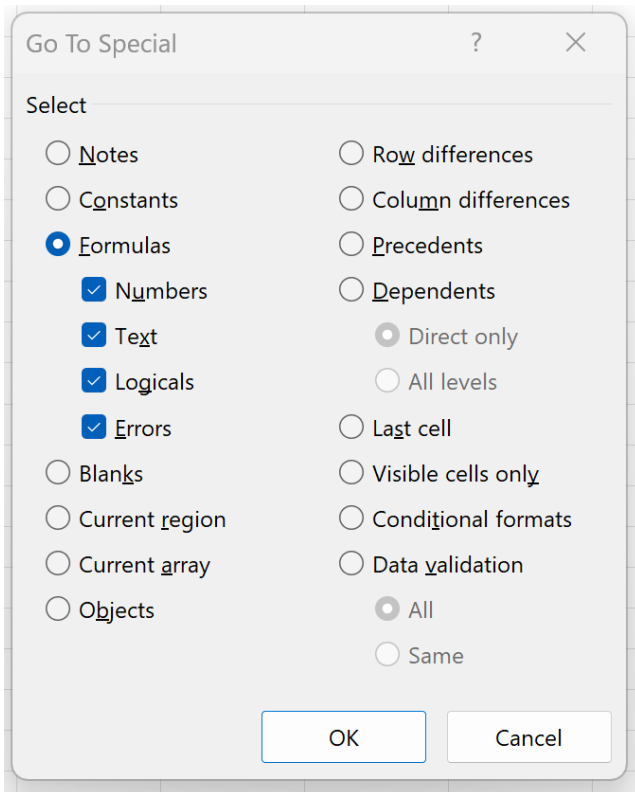 Go To Special ?
Select
Notes
Constants
Formulas
Numbers
Text
Logicals
Errors
Blanks
Current region
Current array
Objects
Row differences
Column differences
Precedents
Dependents
Direct only
All levels
Last cell
Visible cells only
Conditional formats
Data validation
All
Same
OK
Cancel